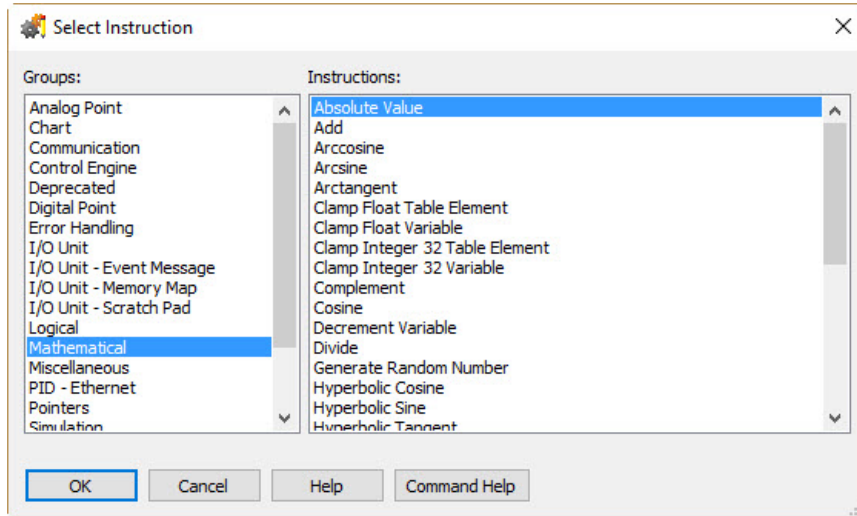 Select Instruction
Groups:
Analog Point
Chart
Communication
Control Engine
Deprecated
Digital Point
Error Handling
I/O Unit
I/O Unit - Event Message
I/O Unit - Memory Map
I/O Unit - Scratch Pad
Logical
Mathematical
Miscellaneous
PID - Ethernet
Pointers
Simulation
Instructions:
Absolute Value
Add
Arccosine
Arcsine
Arctangent
Clamp Float Table Element
Clamp Float Variable
Clamp Integer 32 Table Element
Clamp Integer 32 Variable
Complement
Cosine
Decrement Variable
Divide
Generate Random Number
Hyperbolic Cosine
Hyperbolic Sine
Hyperbolic Tangent
OK Cancel Help Command Help